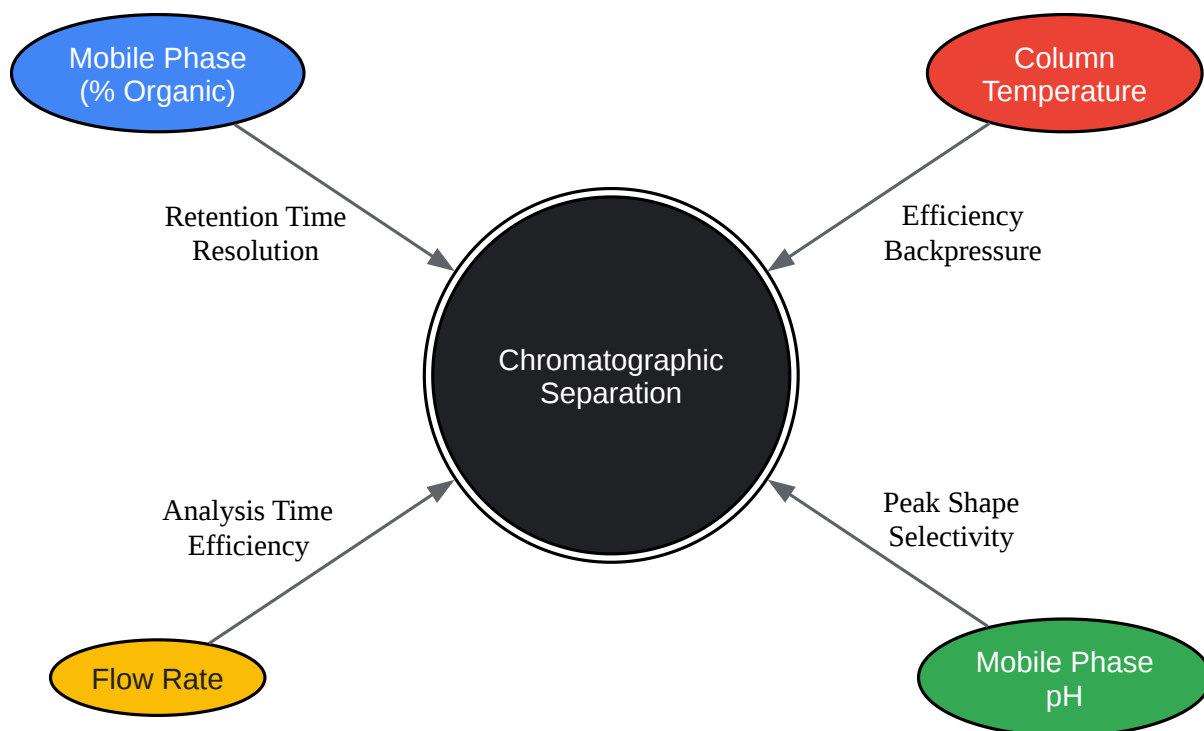 Mobile Phase
(% Organic)
Column
Temperature
Retention Time
Resolution
Efficiency
Backpressure
Chromatographic
Separation
Analysis Time
Efficiency
Peak Shape
Selectivity
Flow Rate
Mobile Phase
pH